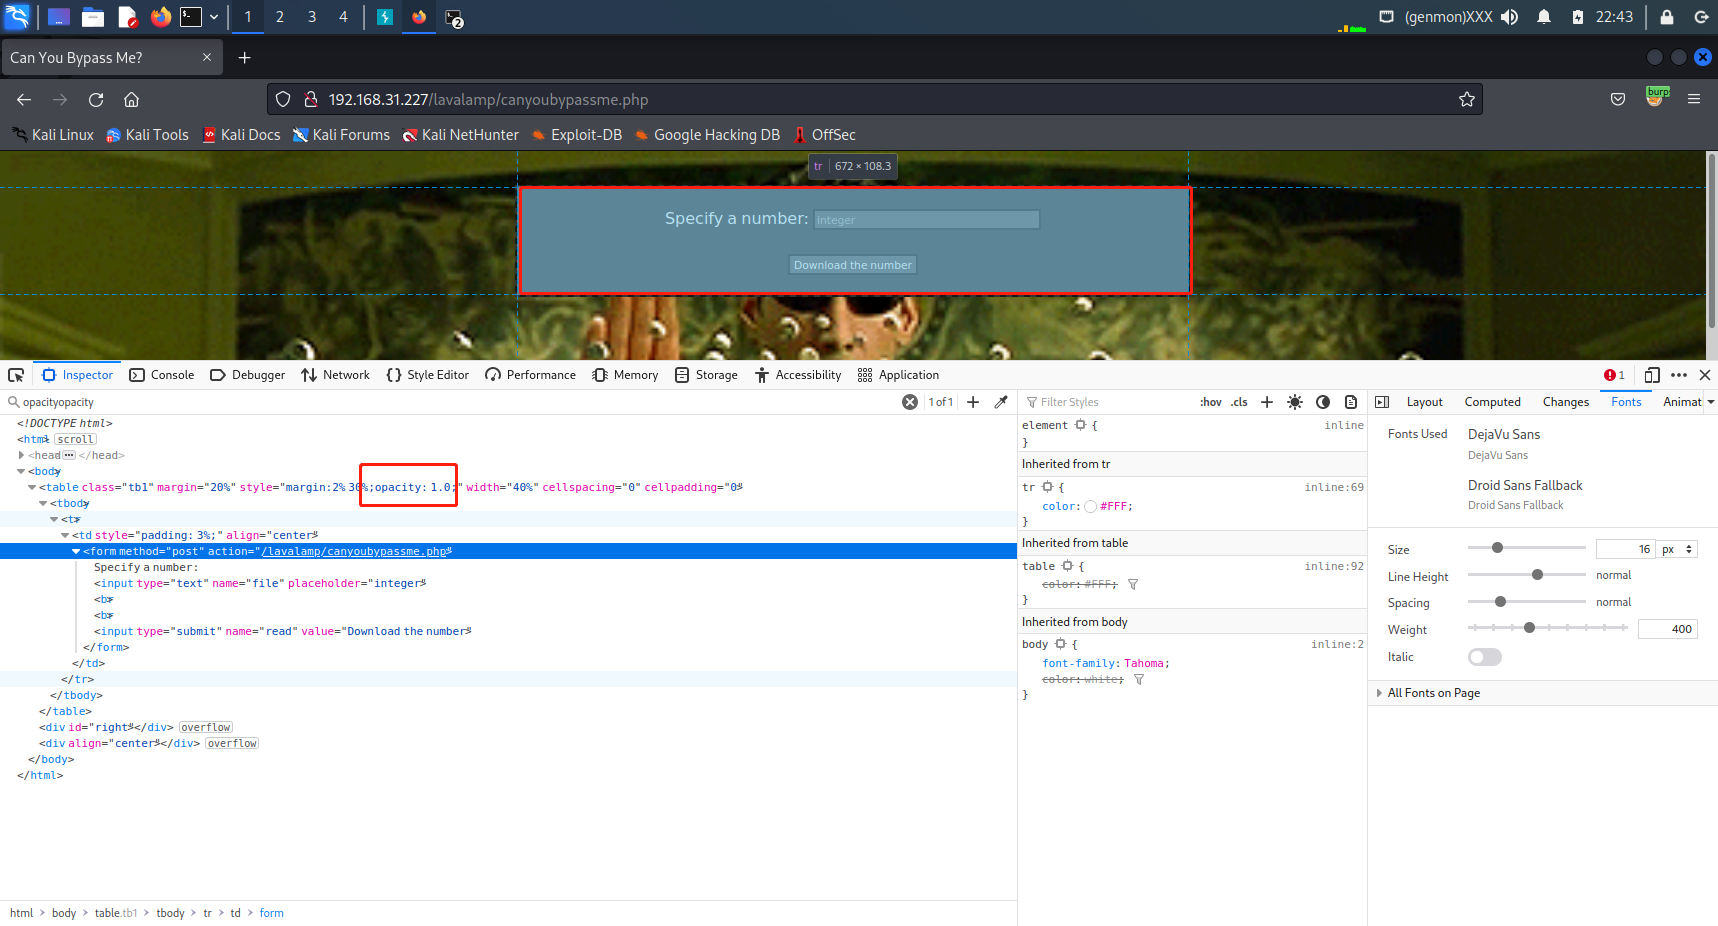 1 2 3 4 2 (genmon)XXX 22:43
Can You Bypass Me?
192.168.31.227/lavalamp/canyoubypassme.php burp
Kali Linux Kali Tools Kali Docs Kali Forums Kali NetHunter Exploit-DB Google Hacking DB OffSec
tr 672 × 108.3
Specify a number: integer
Download the number
Inspector Console Debugger Network Style Editor Performance Memory Storage Accessibility Application 1
opacityopacity 1 of 1
<!DOCTYPE html>
<html scroll
<head </head>
<body
<table class="tb1" margin="20%" style="margin:2% 30%;opacity: 1.0;" width="40%" cellspacing="0" cellpadding="0"
<tbody
<tr
<td style="padding: 3%;" align="center"
<form method="post" action="/lavalamp/canyoubypassme.php"
Specify a number:
<input type="text" name="file" placeholder="integer"
<br
<br
<input type="submit" name="read" value="Download the number"
</form>
</td>
</tr>
</tbody>
</table>
<div id="right" </div> overflow
<div align="center" </div> overflow
</body>
</html>
html > body > table.tb1 > tbody > tr > td > form
Filter Styles :hov .cls +
element { inline
}
Inherited from tr
tr { inline:69
color: #FFF;
}
Inherited from table
table { inline:92
color: #FFF;
}
Inherited from body
body { inline:2
font-family: Tahoma;
color: white;
}
Layout Computed Changes Fonts Animat
Fonts Used DejaVu Sans
DejaVu Sans
Droid Sans Fallback
Droid Sans Fallback
Size 16 px
Line Height normal
Spacing normal
Weight 400
Italic
All Fonts on Page